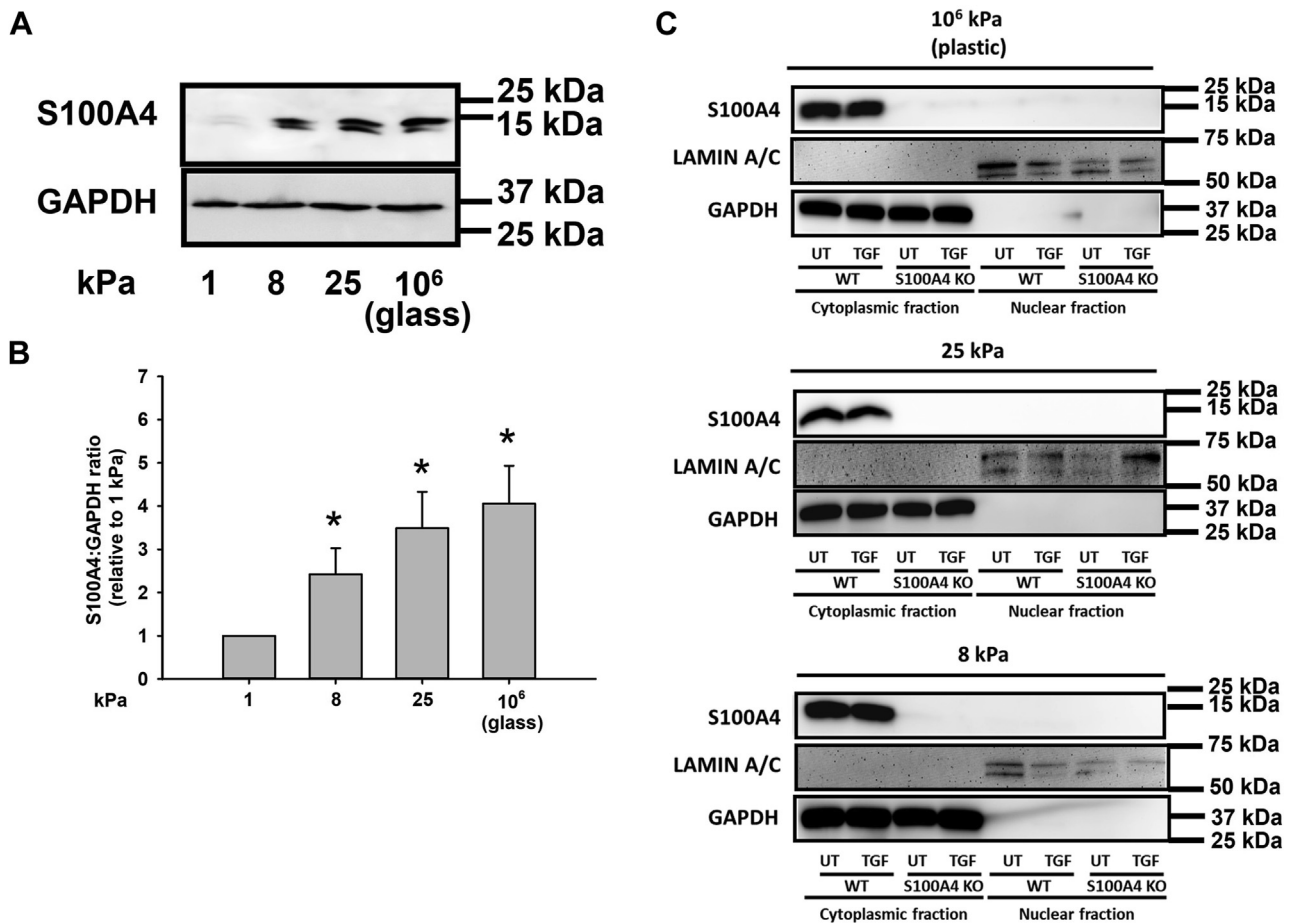 A
S100A4
25 kDa
15 kDa
GAPDH
37 kDa
25 kDa
kPa 1 8 25 10⁶
(glass)
B
S100A4:GAPDH ratio
(relative to 1 kPa)
7
6
5
4
3
2
1
0
* * *
kPa 1 8 25 10⁶
(glass)
C
10⁶ kPa
(plastic)
S100A4
25 kDa
15 kDa
LAMIN A/C
75 kDa
50 kDa
GAPDH
37 kDa
25 kDa
UT TGF UT TGF UT TGF UT TGF
WT S100A4 KO WT S100A4 KO
Cytoplasmic fraction Nuclear fraction
25 kPa
S100A4
25 kDa
15 kDa
LAMIN A/C
75 kDa
50 kDa
GAPDH
37 kDa
25 kDa
UT TGF UT TGF UT TGF UT TGF
WT S100A4 KO WT S100A4 KO
Cytoplasmic fraction Nuclear fraction
8 kPa
S100A4
25 kDa
15 kDa
LAMIN A/C
75 kDa
50 kDa
GAPDH
37 kDa
25 kDa
UT TGF UT TGF UT TGF UT TGF
WT S100A4 KO WT S100A4 KO
Cytoplasmic fraction Nuclear fraction